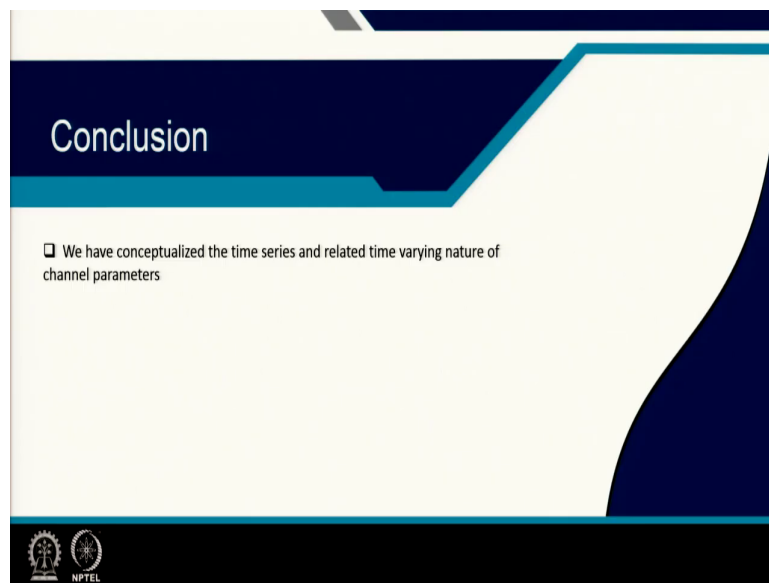 Conclusion
❑ We have conceptualized the time series and related time varying nature of
channel parameters
NPTEL